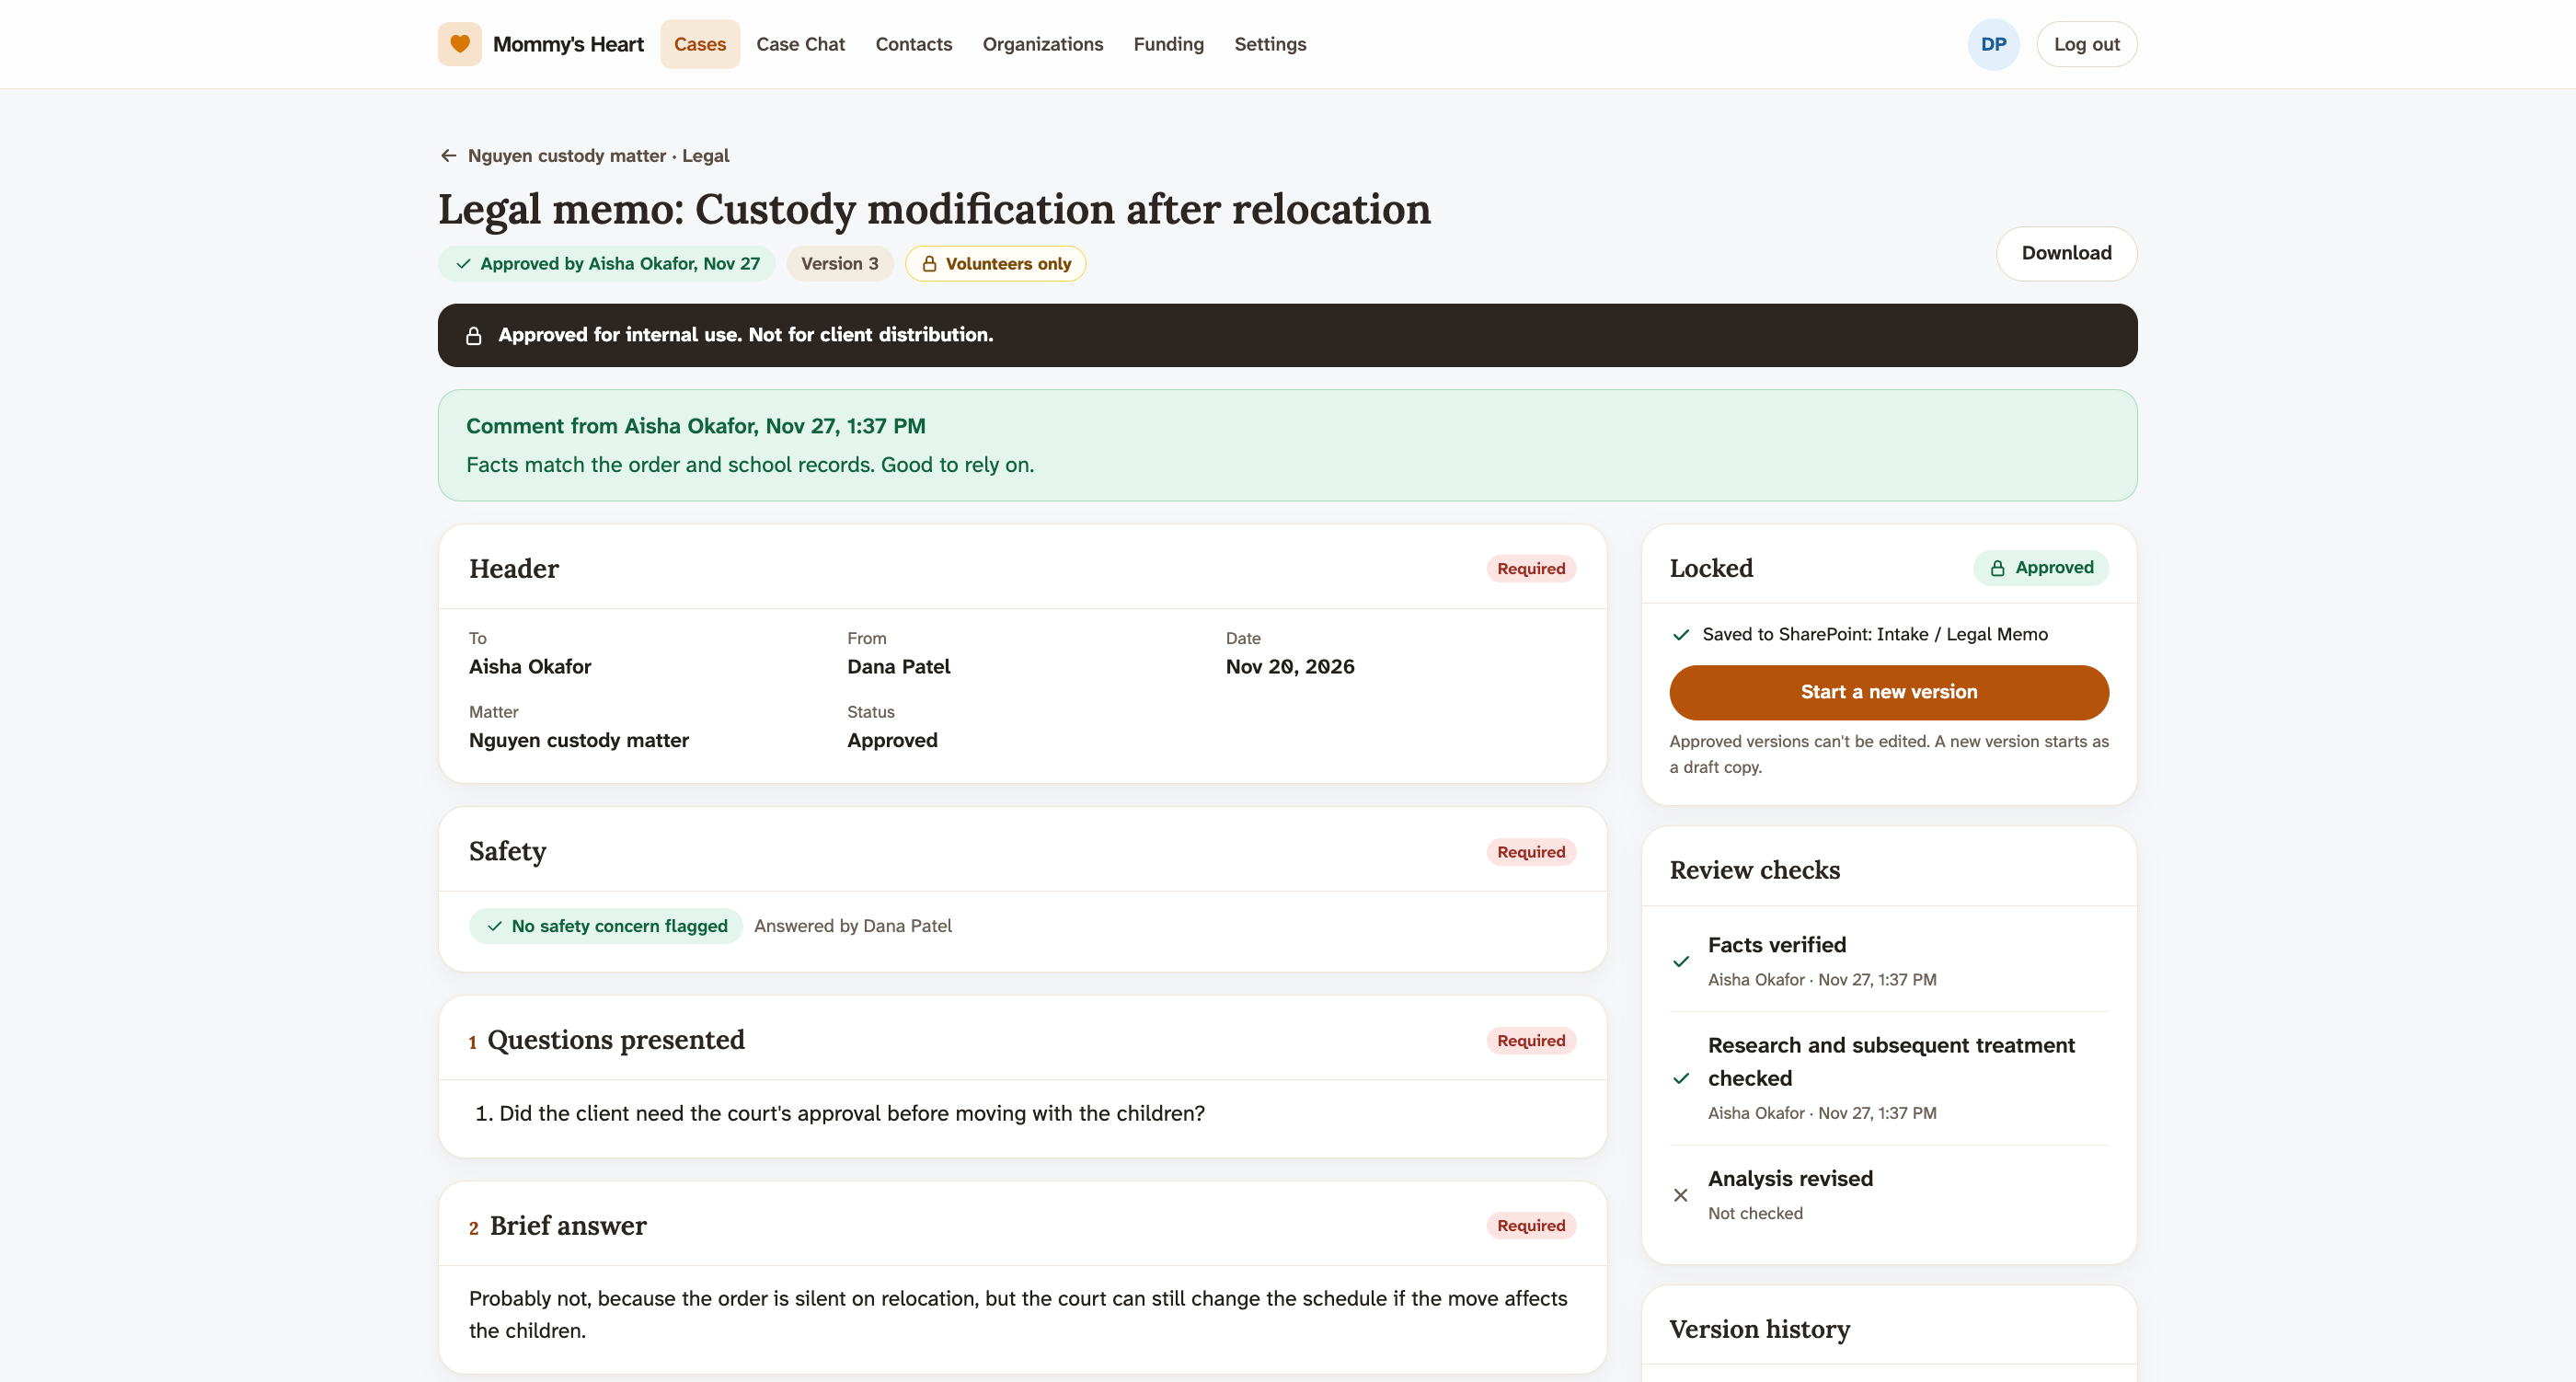 Mommy's Heart
Cases
Case Chat
Contacts
Organizations
Funding
Settings
DP
Log out
Nguyen custody matter · Legal
Legal memo: Custody modification after relocation
Approved by Aisha Okafor, Nov 27
Version 3
Volunteers only
Download
Approved for internal use. Not for client distribution.
Comment from Aisha Okafor, Nov 27, 1:37 PM
Facts match the order and school records. Good to rely on.
Header
Required
To
Aisha Okafor
From
Dana Patel
Date
Nov 20, 2026
Matter
Nguyen custody matter
Status
Approved
Safety
Required
No safety concern flagged
Answered by Dana Patel
1 Questions presented
Required
1. Did the client need the court's approval before moving with the children?
2 Brief answer
Required
Probably not, because the order is silent on relocation, but the court can still change the schedule if the move affects
the children.
Locked
Approved
Saved to SharePoint: Intake / Legal Memo
Start a new version
Approved versions can't be edited. A new version starts as
a draft copy.
Review checks
Facts verified
Aisha Okafor · Nov 27, 1:37 PM
Research and subsequent treatment
checked
Aisha Okafor · Nov 27, 1:37 PM
Analysis revised
Not checked
Version history